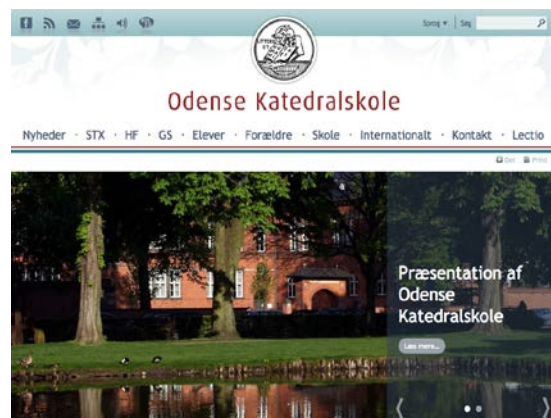 Sprog ▾ | Søg
Odense Katedralskole
Nyheder · STX · HF · GS · Elever · Forældre · Skole · Internationalt · Kontakt · Lectio
Del Print
Præsentation af
Odense
Katedralskole
Læs mere...